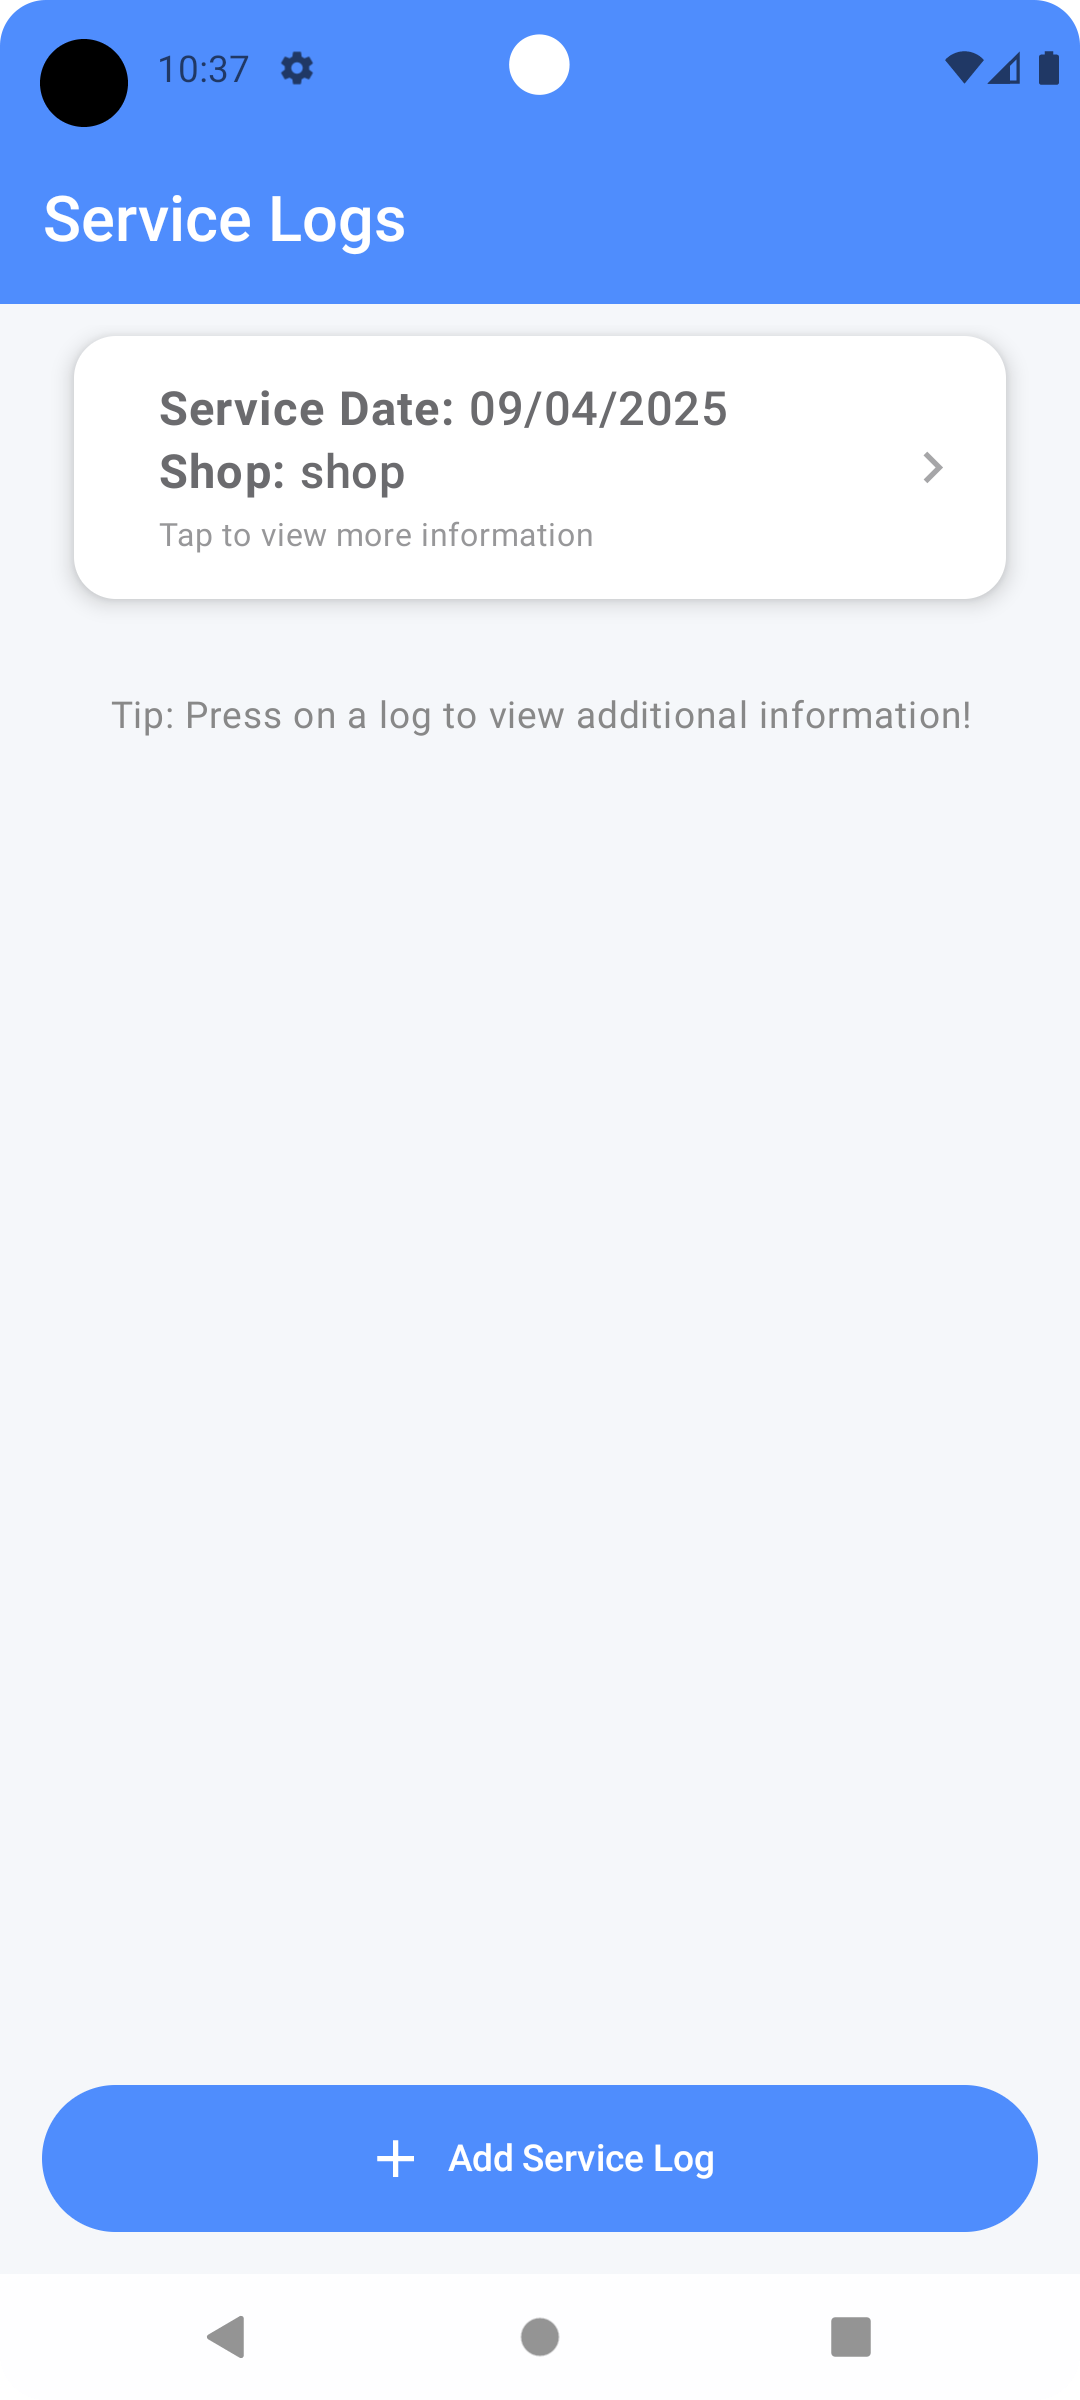 10:37
Service Logs
Service Date: 09/04/2025
Shop: shop
Tap to view more information
Tip: Press on a log to view additional information!
Add Service Log